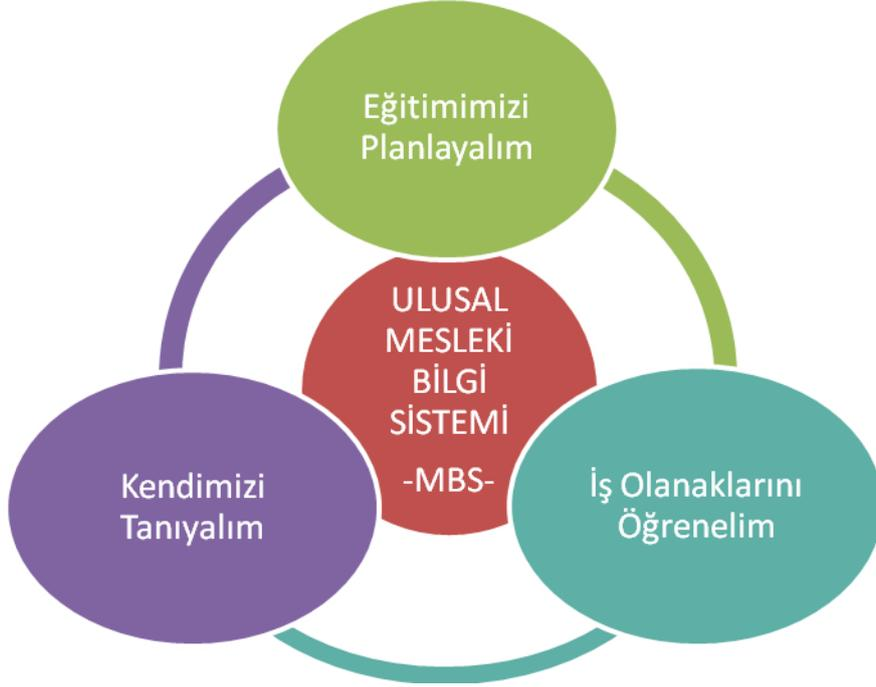 Eğitimimizi
Planlayalım
ULUSAL
MESLEKİ
BİLGİ
SİSTEMİ
-MBS-
Kendimizi
Tanıyalım
İş Olanaklarını
Öğrenelim